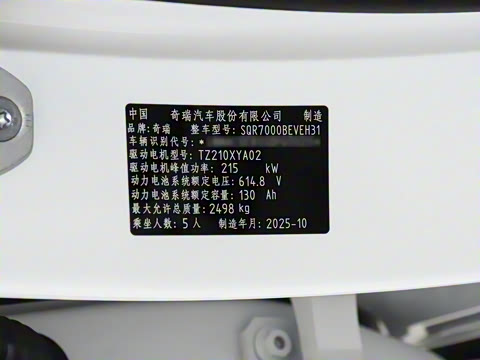 中国 奇瑞汽车股份有限公司 制造
品牌: 奇瑞 整车型号: SQR7000BEVEH31
车辆识别代号: *
驱动电机型号: TZ210XYA02
驱动电机峰值功率: 215 kW
动力电池系统额定电压: 614.8 V
动力电池系统额定容量: 130 Ah
最大允许总质量: 2498 kg
乘坐人数: 5人 制造年月: 2025-10